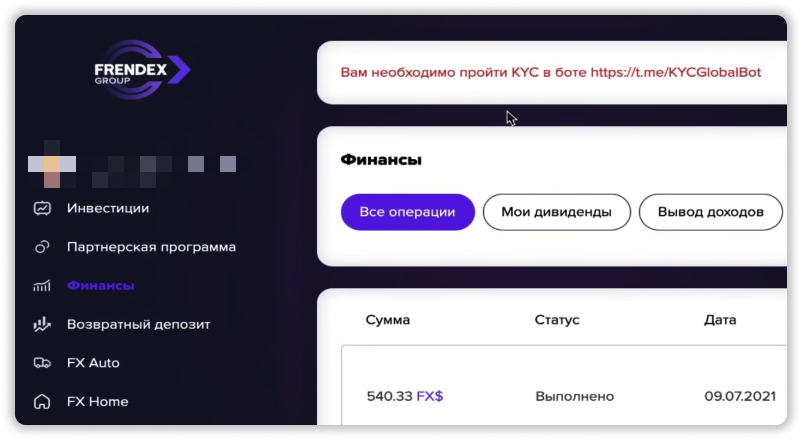 FRENDEX
GROUP
Вам необходимо пройти KYC в боте https://t.me/KYCGlobalBot
Инвестиции
Партнерская программа
Финансы
Возвратный депозит
FX Auto
FX Home
Финансы
Все операции
Мои дивиденды
Вывод доходов
Сумма Статус Дата
540.33 FX$ Выполнено 09.07.2021